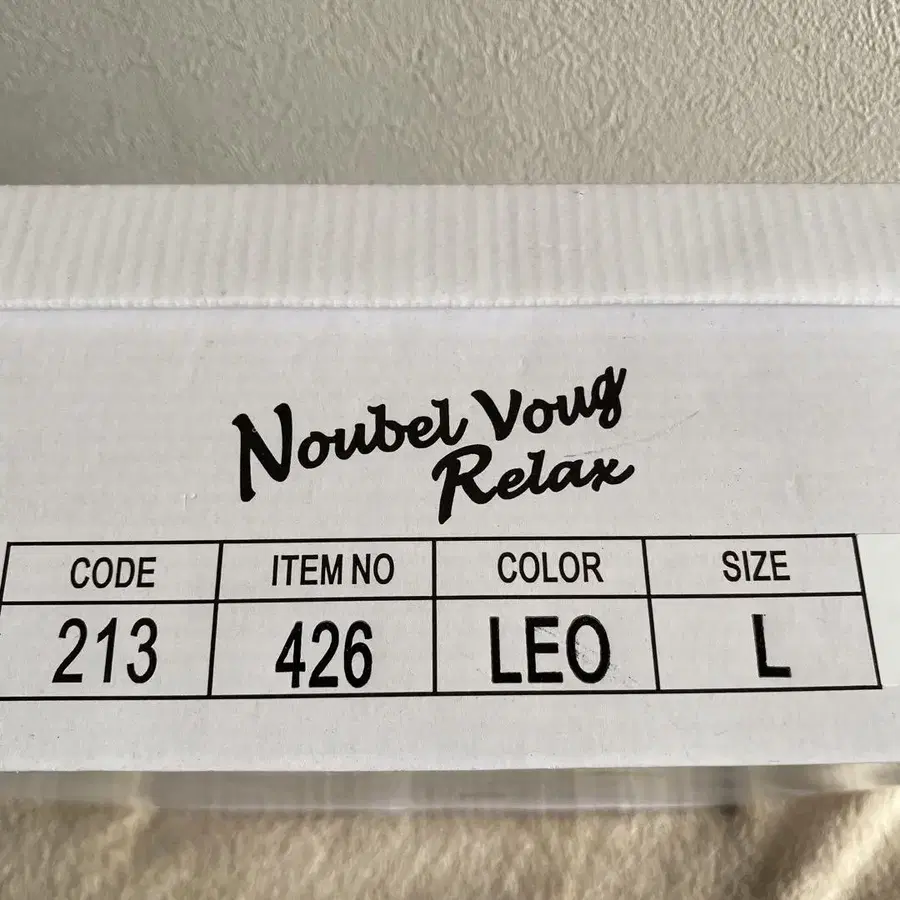 Noubel Voug
Relax
CODE ITEM NO COLOR SIZE
213 426 LEO L